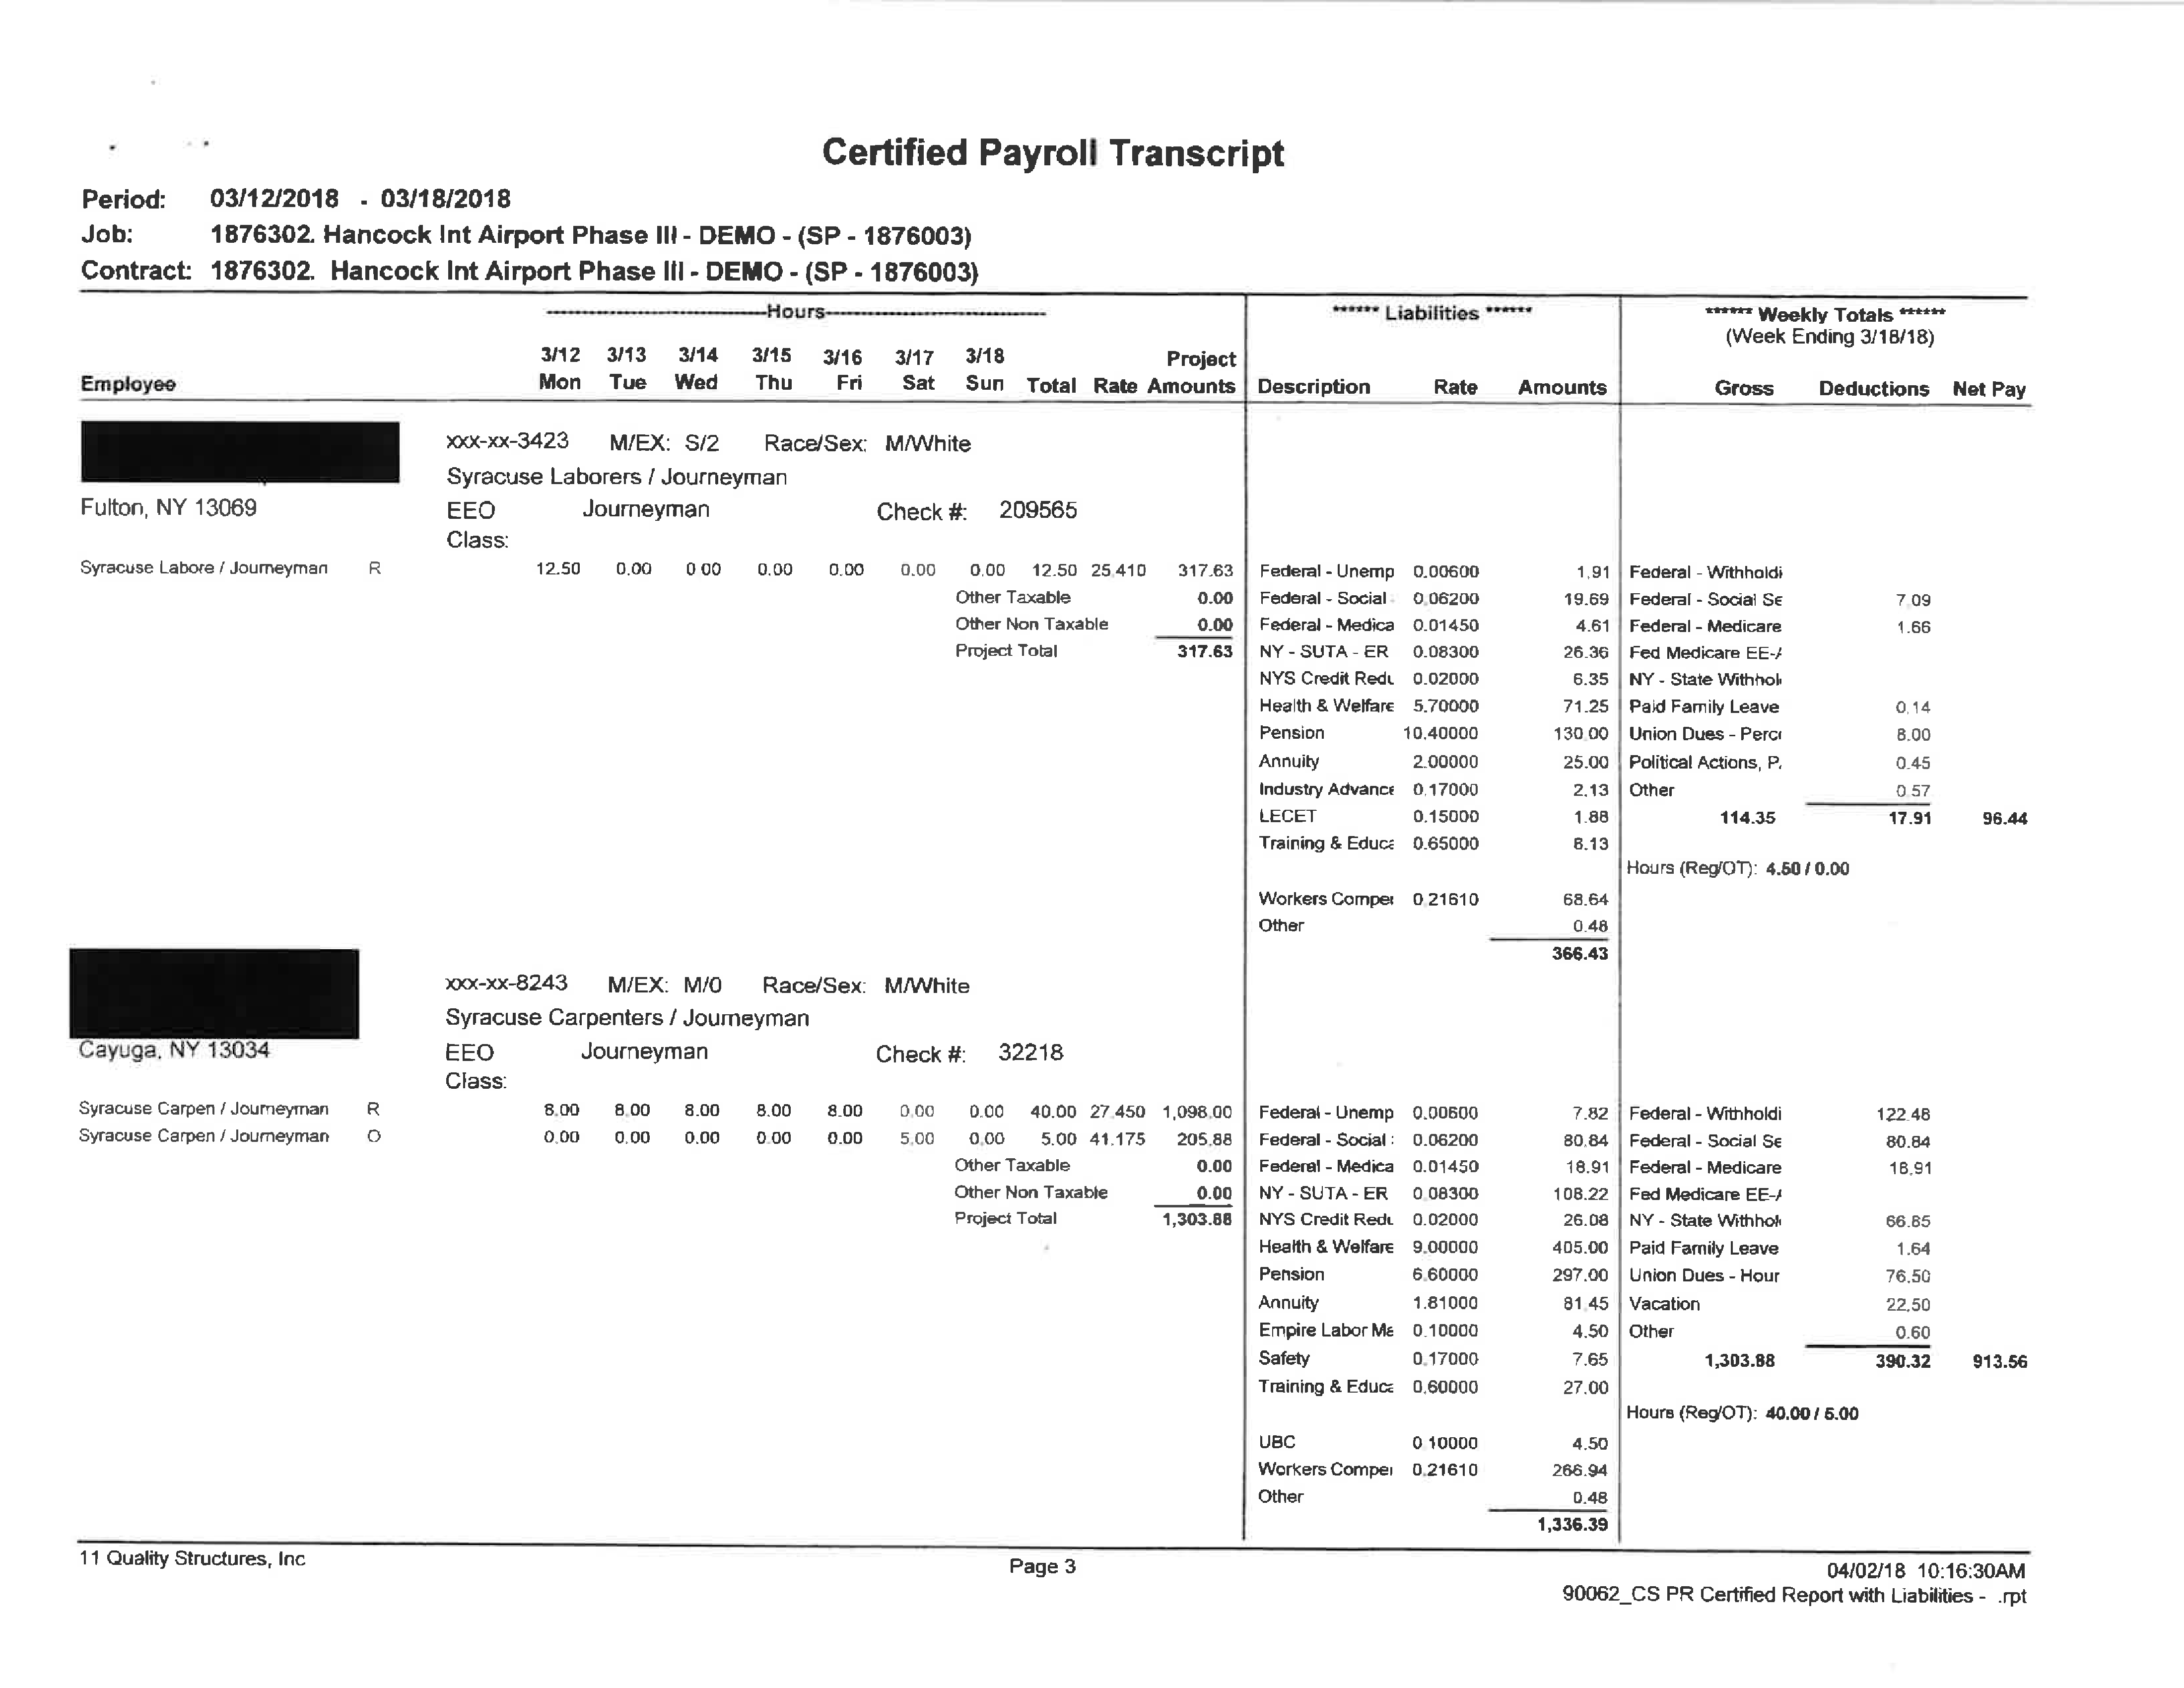 Certified Payroll Transcript
Period: 03/12/2018 - 03/18/2018
Job: 1876302. Hancock Int Airport Phase III - DEMO - (SP - 1876003)
Contract: 1876302. Hancock Int Airport Phase III - DEMO - (SP - 1876003)
Hours ****** Liabilities ****** ****** Weekly Totals ******
(Week Ending 3/18/18)
3/12 3/13 3/14 3/15 3/16 3/17 3/18 Project
Employee Mon Tue Wed Thu Fri Sat Sun Total Rate Amounts Description Rate Amounts Gross Deductions Net Pay
xxx-xx-3423 M/EX: S/2 Race/Sex: M/White
Syracuse Laborers / Journeyman
Fulton, NY 13069 EEO Journeyman Check #: 209565
Class:
Syracuse Labore / Journeyman R 12.50 0.00 0 00 0.00 0.00 0.00 0.00 12.50 25.410 317.63 Federal - Unemp 0.00600 1.91 Federal - Withholdi
Other Taxable 0.00 Federal - Social 0.06200 19.69 Federal - Social Se 7.09
Other Non Taxable 0.00 Federal - Medica 0.01450 4.61 Federal - Medicare 1.66
Project Total 317.63 NY - SUTA - ER 0.08300 26.36 Fed Medicare EE-
NYS Credit Redu 0.02000 6.35 NY - State Withhol
Health & Welfare 5.70000 71.25 Paid Family Leave 0.14
Pension 10.40000 130.00 Union Dues - Perce 8.00
Annuity 2.00000 25.00 Political Actions, P. 0.45
Industry Advance 0.17000 2.13 Other 0.57
LECET 0.15000 1.88 114.35 17.91 96.44
Training & Educa 0.65000 8.13
Hours (Reg/OT): 4.50 / 0.00
Workers Compe 0.21610 68.64
Other 0.48
366.43
xxx-xx-8243 M/EX: M/0 Race/Sex: M/White
Syracuse Carpenters / Journeyman
Cayuga, NY 13034 EEO Journeyman Check #: 32218
Class:
Syracuse Carpen / Journeyman R 8.00 8.00 8.00 8.00 8.00 0.00 0.00 40.00 27.450 1,098.00 Federal - Unemp 0.00600 7.82 Federal - Withholdi 122.48
Syracuse Carpen / Journeyman O 0.00 0.00 0.00 0.00 0.00 5.00 0.00 5.00 41.175 205.88 Federal - Social : 0.06200 80.84 Federal - Social Se 80.84
Other Taxable 0.00 Federal - Medica 0.01450 18.91 Federal - Medicare 18.91
Other Non Taxable 0.00 NY - SUTA - ER 0.08300 108.22 Fed Medicare EE-
Project Total 1,303.88 NYS Credit Redu 0.02000 26.08 NY - State Withhol 66.85
Health & Welfare 9.00000 405.00 Paid Family Leave 1.64
Pension 6.60000 297.00 Union Dues - Hour 76.50
Annuity 1.81000 81.45 Vacation 22.50
Empire Labor Ma 0.10000 4.50 Other 0.60
Safety 0.17000 7.65 1,303.88 390.32 913.56
Training & Educa 0.60000 27.00
Hours (Reg/OT): 40.00 / 5.00
UBC 0 10000 4.50
Workers Compe 0.21610 266.94
Other 0.48
1,336.39
11 Quality Structures, Inc Page 3 04/02/18 10:16:30AM
90062_CS PR Certified Report with Liabilities - .rpt